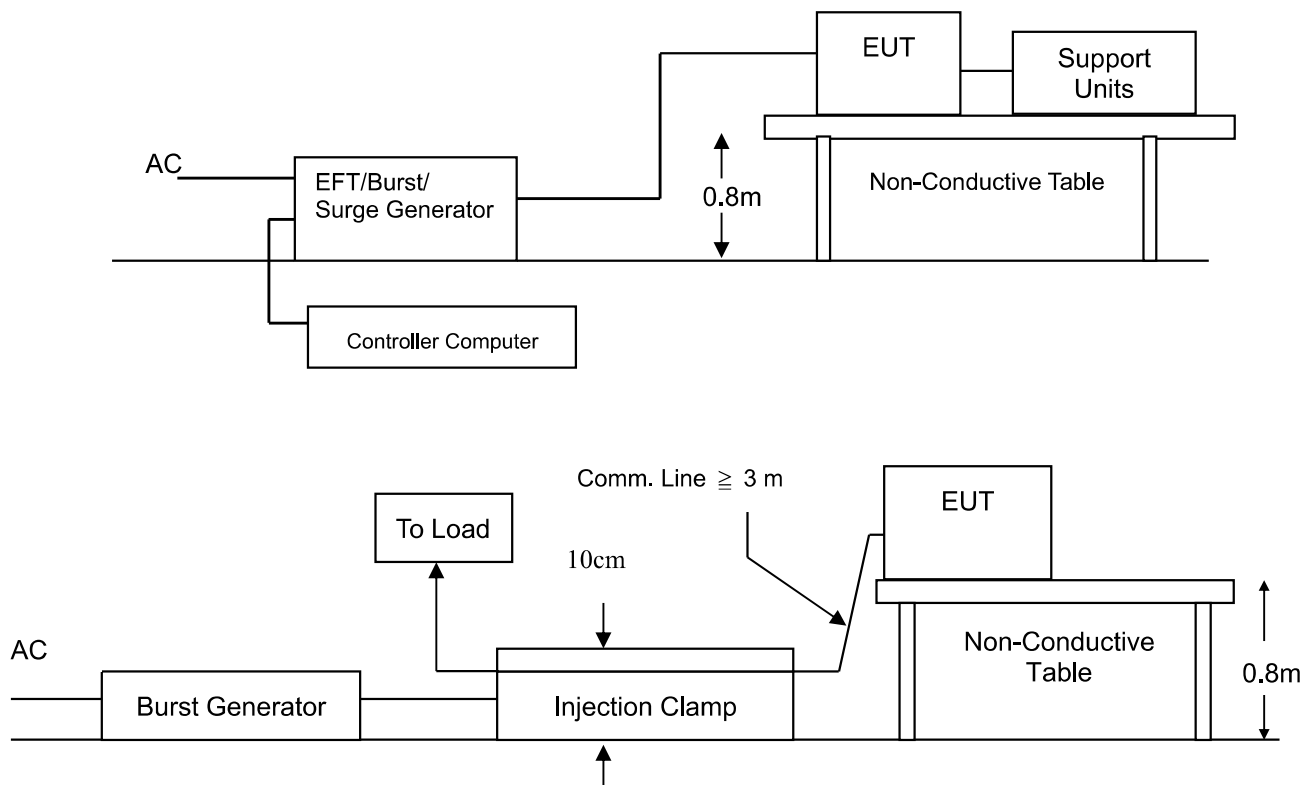 EUT
Support
Units
AC
EFT/Burst/
Surge Generator
0.8m
Non-Conductive Table
Controller Computer
Comm. Line ≧ 3 m
EUT
To Load
10cm
AC
Non-Conductive
Table
0.8m
Burst Generator
Injection Clamp